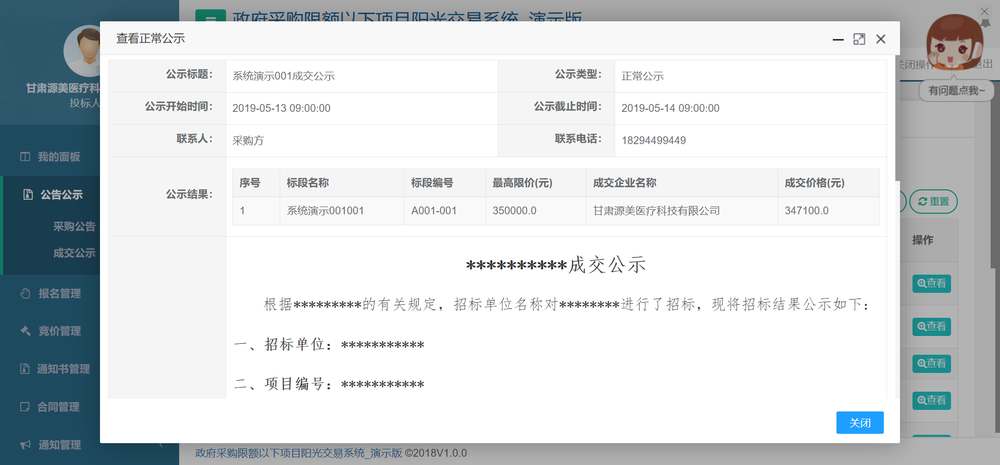 政府采购限额以下项目阳光交易系统_演示版
查看正常公示
关闭操作
退出
有问题点我~
甘肃源美医疗科
投标人
我的面板
公告公示
采购公告
成交公示
报名管理
竞价管理
通知书管理
合同管理
通知管理
公示标题： 系统演示001成交公示 公示类型： 正常公示
公示开始时间： 2019-05-13 09:00:00 公示截止时间： 2019-05-14 09:00:00
联系人： 采购方 联系电话： 18294499449
公示结果：
序号 标段名称 标段编号 最高限价(元) 成交企业名称 成交价格(元)
1 系统演示001001 A001-001 350000.0 甘肃源美医疗科技有限公司 347100.0
**********成交公示
根据*********的有关规定，招标单位名称对********进行了招标，现将招标结果公示如下：
一、招标单位：***********
二、项目编号：***********
关闭
重置
操作
查看
查看
查看
查看
政府采购限额以下项目阳光交易系统_演示版 ©2018V1.0.0